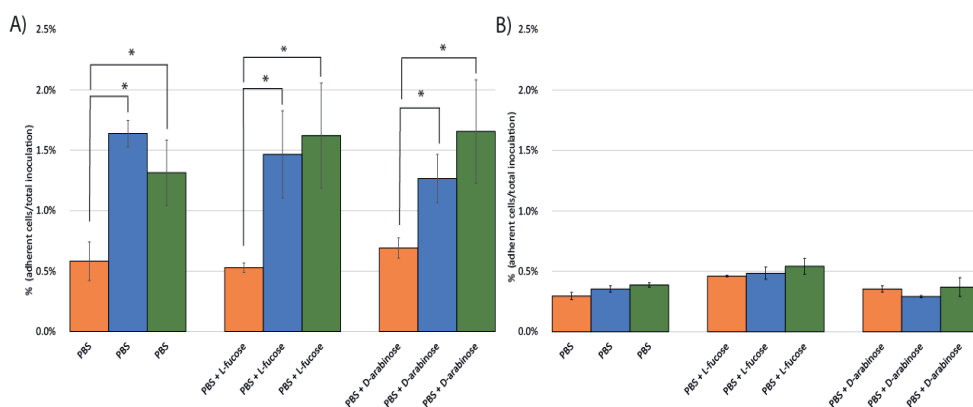 A)
% (adherent cells/total inoculation)
2.5%
2.0%
1.5%
1.0%
0.5%
0.0%
*
*
*
*
*
*
PBS
PBS
PBS
PBS + L-fucose
PBS + L-fucose
PBS + L-fucose
PBS + D-arabinose
PBS + D-arabinose
PBS + D-arabinose
B)
% (adherent cells/total inoculation)
2.5%
2.0%
1.5%
1.0%
0.5%
0.0%
PBS
PBS
PBS
PBS + L-fucose
PBS + L-fucose
PBS + L-fucose
PBS + D-arabinose
PBS + D-arabinose
PBS + D-arabinose